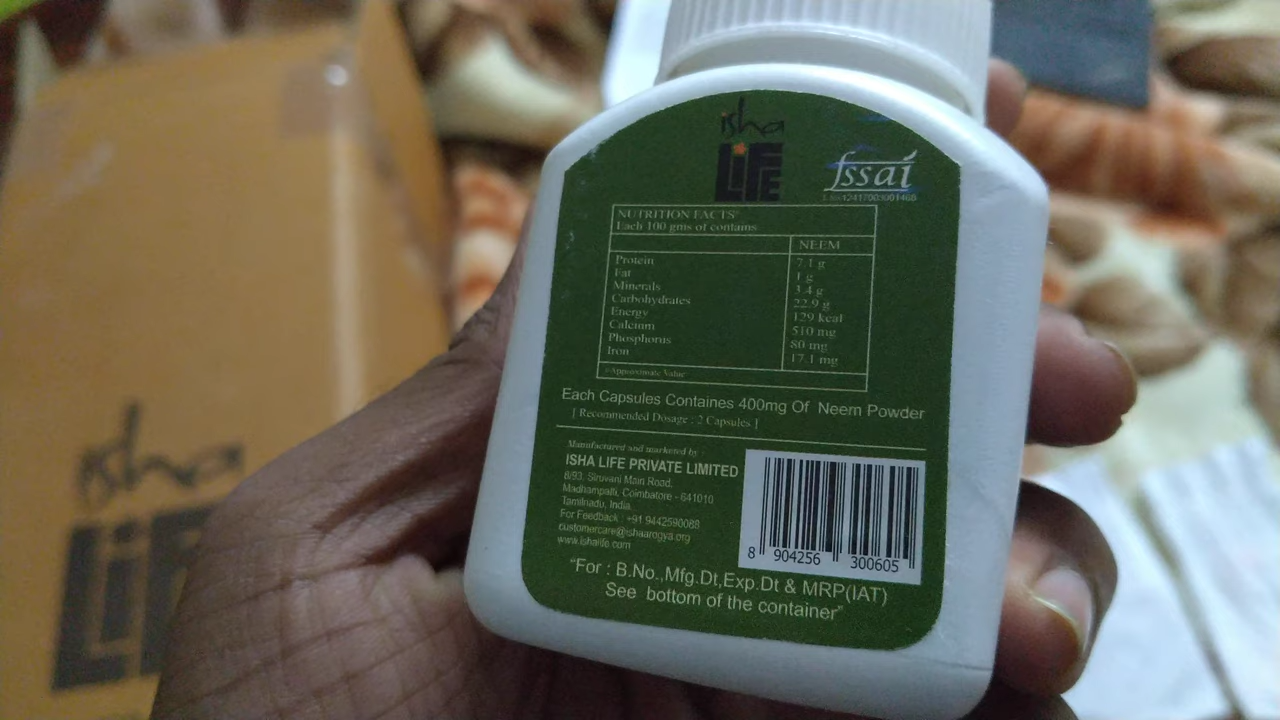 isha
LiFE
fssai
NUTRITION FACTS#
Each 100 gms of contains
NEEM
Protein 7.1 g
Fat 1 g
Minerals 3.4 g
Carbohydrates 22.9 g
Energy 129 kcal
Calcium 510 mg
Phosphorus 80 mg
Iron 17.1 mg
#Approximate Value
Each Capsules Containes 400mg Of Neem Powder
[ Recommended Dosage : 2 Capsules ]
Manufactured and marketed by :
ISHA LIFE PRIVATE LIMITED
8/93, Siruvani Main Road,
Madhampatti, Coimbatore - 641010
Tamilnadu, India.
For Feedback : +91 9442590088
customercare@ishaarogya.org
www.ishalife.com
8 904256 300605
"For : B.No.,Mfg.Dt,Exp.Dt & MRP(IAT)
See bottom of the container"
isha
LiF